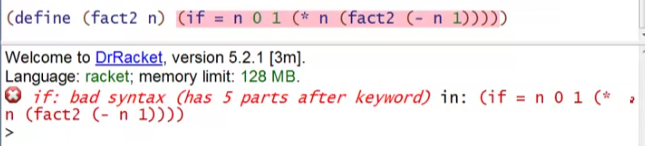 (define (fact2 n) (if = n 0 1 (* n (fact2 (- n 1)))))
Welcome to DrRacket, version 5.2.1 [3m].
Language: racket; memory limit: 128 MB.
if: bad syntax (has 5 parts after keyword) in: (if = n 0 1 (*
n (fact2 (- n 1))))
>